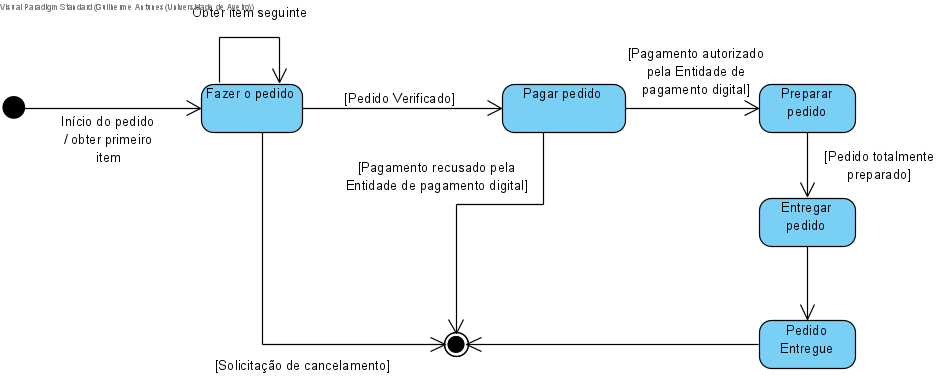 Visual Paradigm Standard(Guilherme Antunes(Universidade de Aveiro))
Obter item seguinte
Fazer o pedido
Início do pedido
/ obter primeiro
item
[Pedido Verificado]
Pagar pedido
[Pagamento autorizado
pela Entidade de
pagamento digital]
Preparar
pedido
[Pagamento recusado pela
Entidade de pagamento digital]
[Pedido totalmente
preparado]
Entregar
pedido
Pedido
Entregue
[Solicitação de cancelamento]